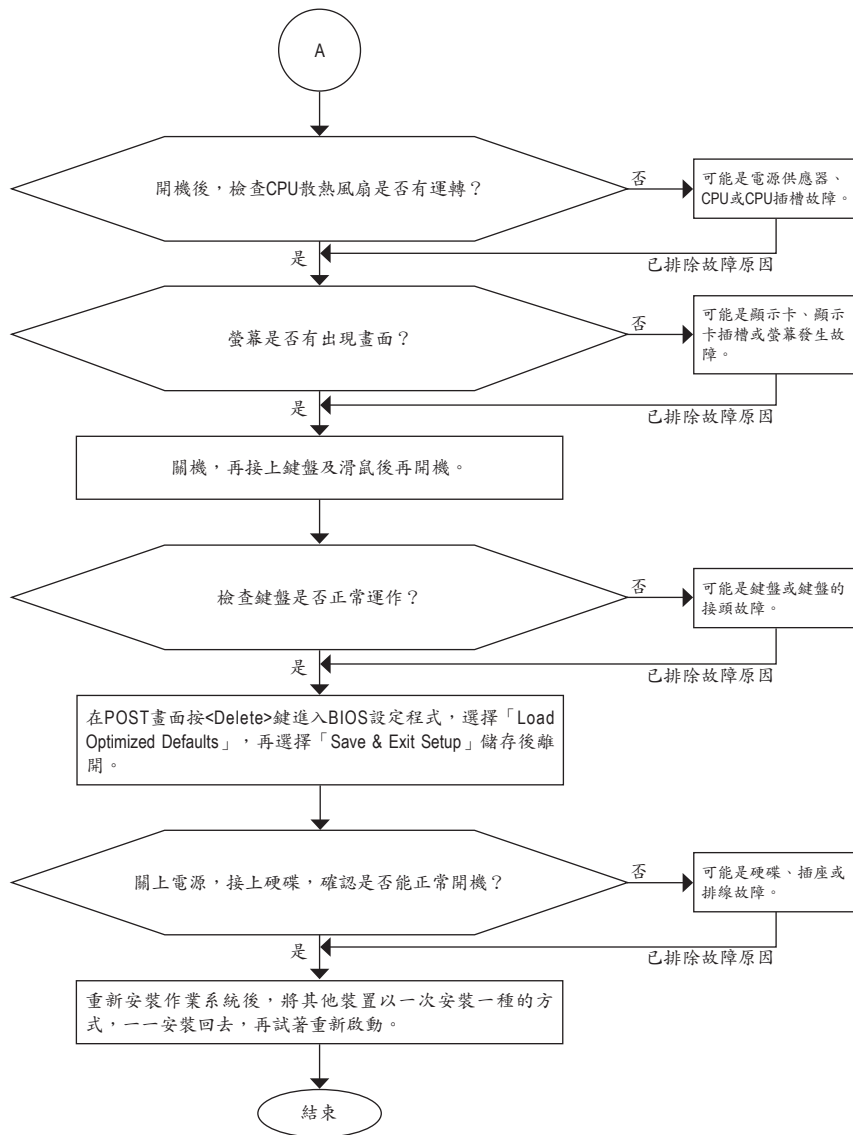 A
開機後，檢查CPU散熱風扇是否有運轉？
否
可能是電源供應器、
CPU或CPU插槽故障。
是
已排除故障原因
螢幕是否有出現畫面？
否
可能是顯示卡、顯示
卡插槽或螢幕發生故
障。
是
已排除故障原因
關機，再接上鍵盤及滑鼠後再開機。
檢查鍵盤是否正常運作？
否
可能是鍵盤或鍵盤的
接頭故障。
是
已排除故障原因
在POST畫面按<Delete>鍵進入BIOS設定程式，選擇「Load
Optimized Defaults」，再選擇「Save & Exit Setup」儲存後離
開。
關上電源，接上硬碟，確認是否能正常開機？
否
可能是硬碟、插座或
排線故障。
是
已排除故障原因
重新安裝作業系統後，將其他裝置以一次安裝一種的方
式，一一安裝回去，再試著重新啟動。
結束